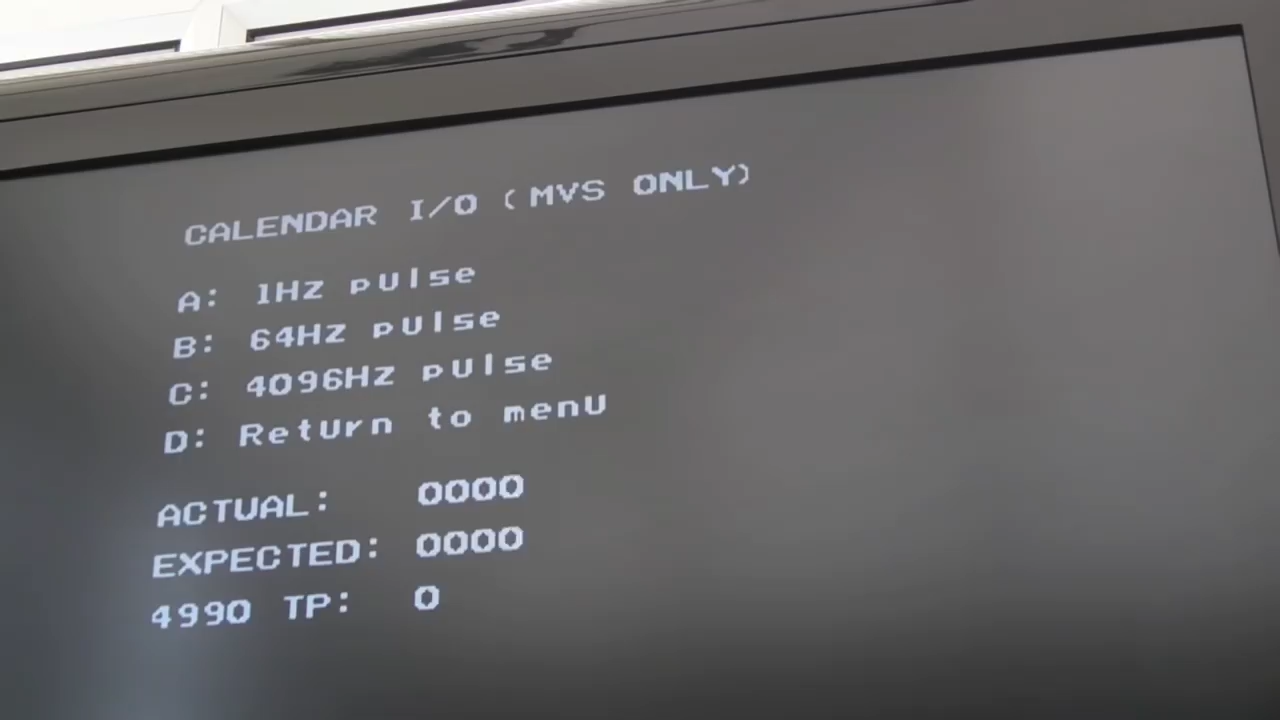 CALENDAR I/O (MVS ONLY)
A: 1Hz pulse
B: 64Hz pulse
C: 4096Hz pulse
D: Return to menu
ACTUAL: 0000
EXPECTED: 0000
4990 TP: 0